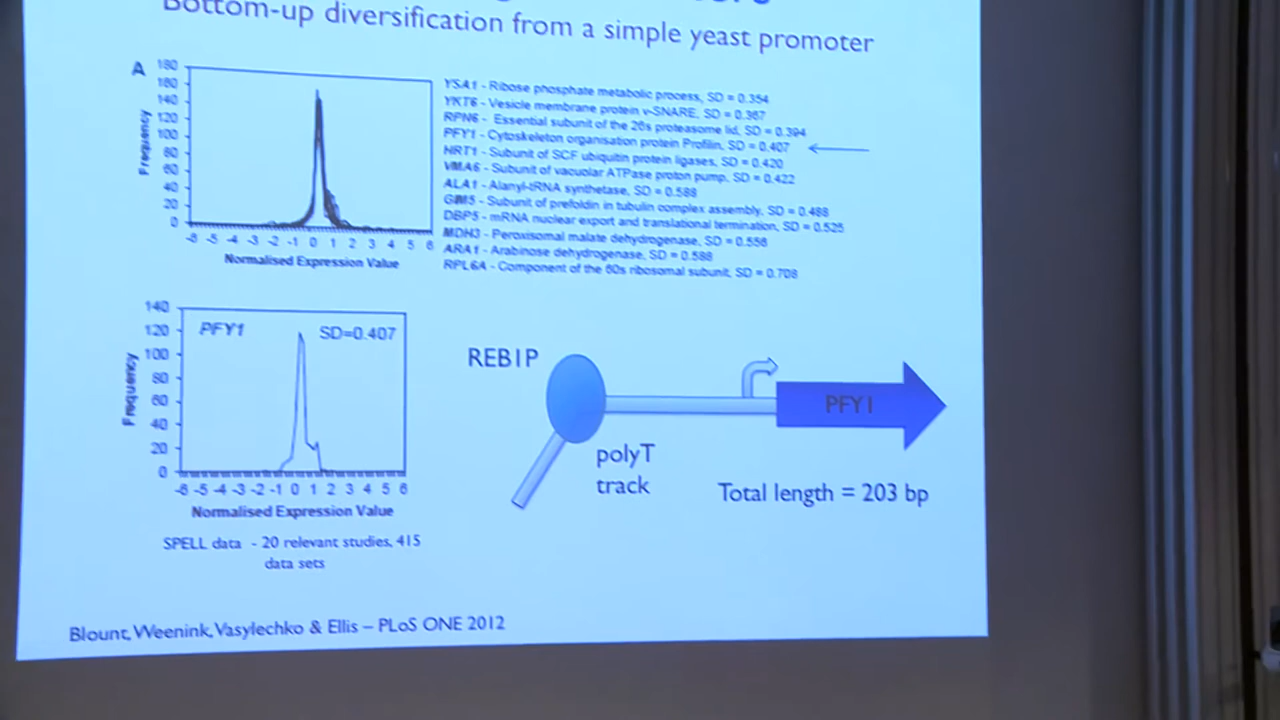 Bottom-up diversification from a simple yeast promoter
A
180
160
140
120
100
80
60
40
20
0
Frequency
-6 -5 -4 -3 -2 -1 0 1 2 3 4 5 6
Normalised Expression Value
YSA1 - Ribose phosphate metabolic process, SD = 0.354
YKT6 - Vesicle membrane protein v-SNARE, SD = 0.367
RPN6 - Essential subunit of the 26s proteasome lid, SD = 0.394
PFY1 - Cytoskeleton organisation protein Profilin, SD = 0.407
HRT1 - Subunit of SCF ubiquitin protein ligases, SD = 0.420
VMA6 - Subunit of vacuolar ATPase proton pump, SD = 0.422
ALA1 - Alanyl-tRNA synthetase, SD = 0.588
GIM5 - Subunit of prefoldin in tubulin complex assembly, SD = 0.488
DBP5 - mRNA nuclear export and translational termination, SD = 0.525
MDH3 - Peroxisomal malate dehydrogenase, SD = 0.556
ARA1 - Arabinose dehydrogenase, SD = 0.588
RPL6A - Component of the 60s ribosomal subunit, SD = 0.708
140
120
100
80
60
40
20
0
Frequency
PFY1 SD=0.407
-6 -5 -4 -3 -2 -1 0 1 2 3 4 5 6
Normalised Expression Value
SPELL data - 20 relevant studies, 415
data sets
REB1P
PFY1
polyT
track
Total length = 203 bp
Blount, Weenink, Vasylechko & Ellis – PLoS ONE 2012